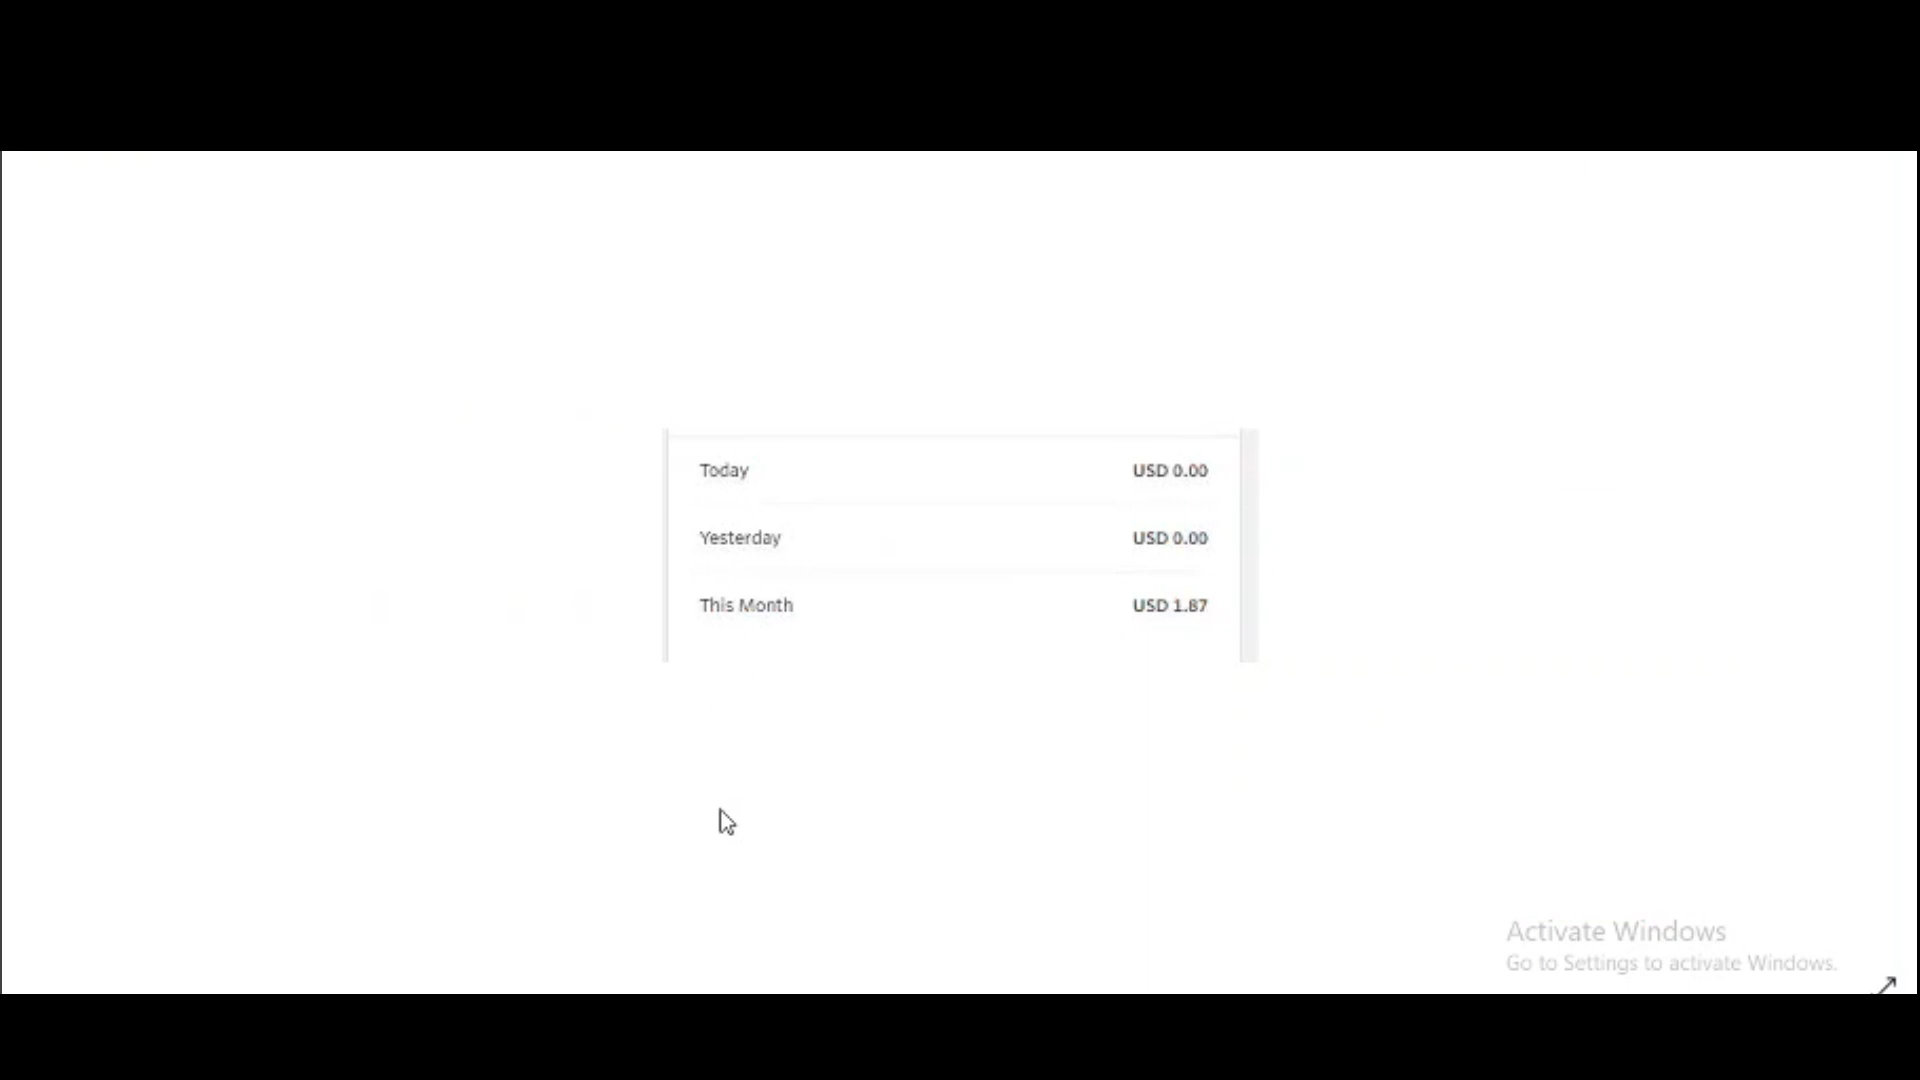 Today USD 0.00
Yesterday USD 0.00
This Month USD 1.87
Activate Windows
Go to Settings to activate Windows.